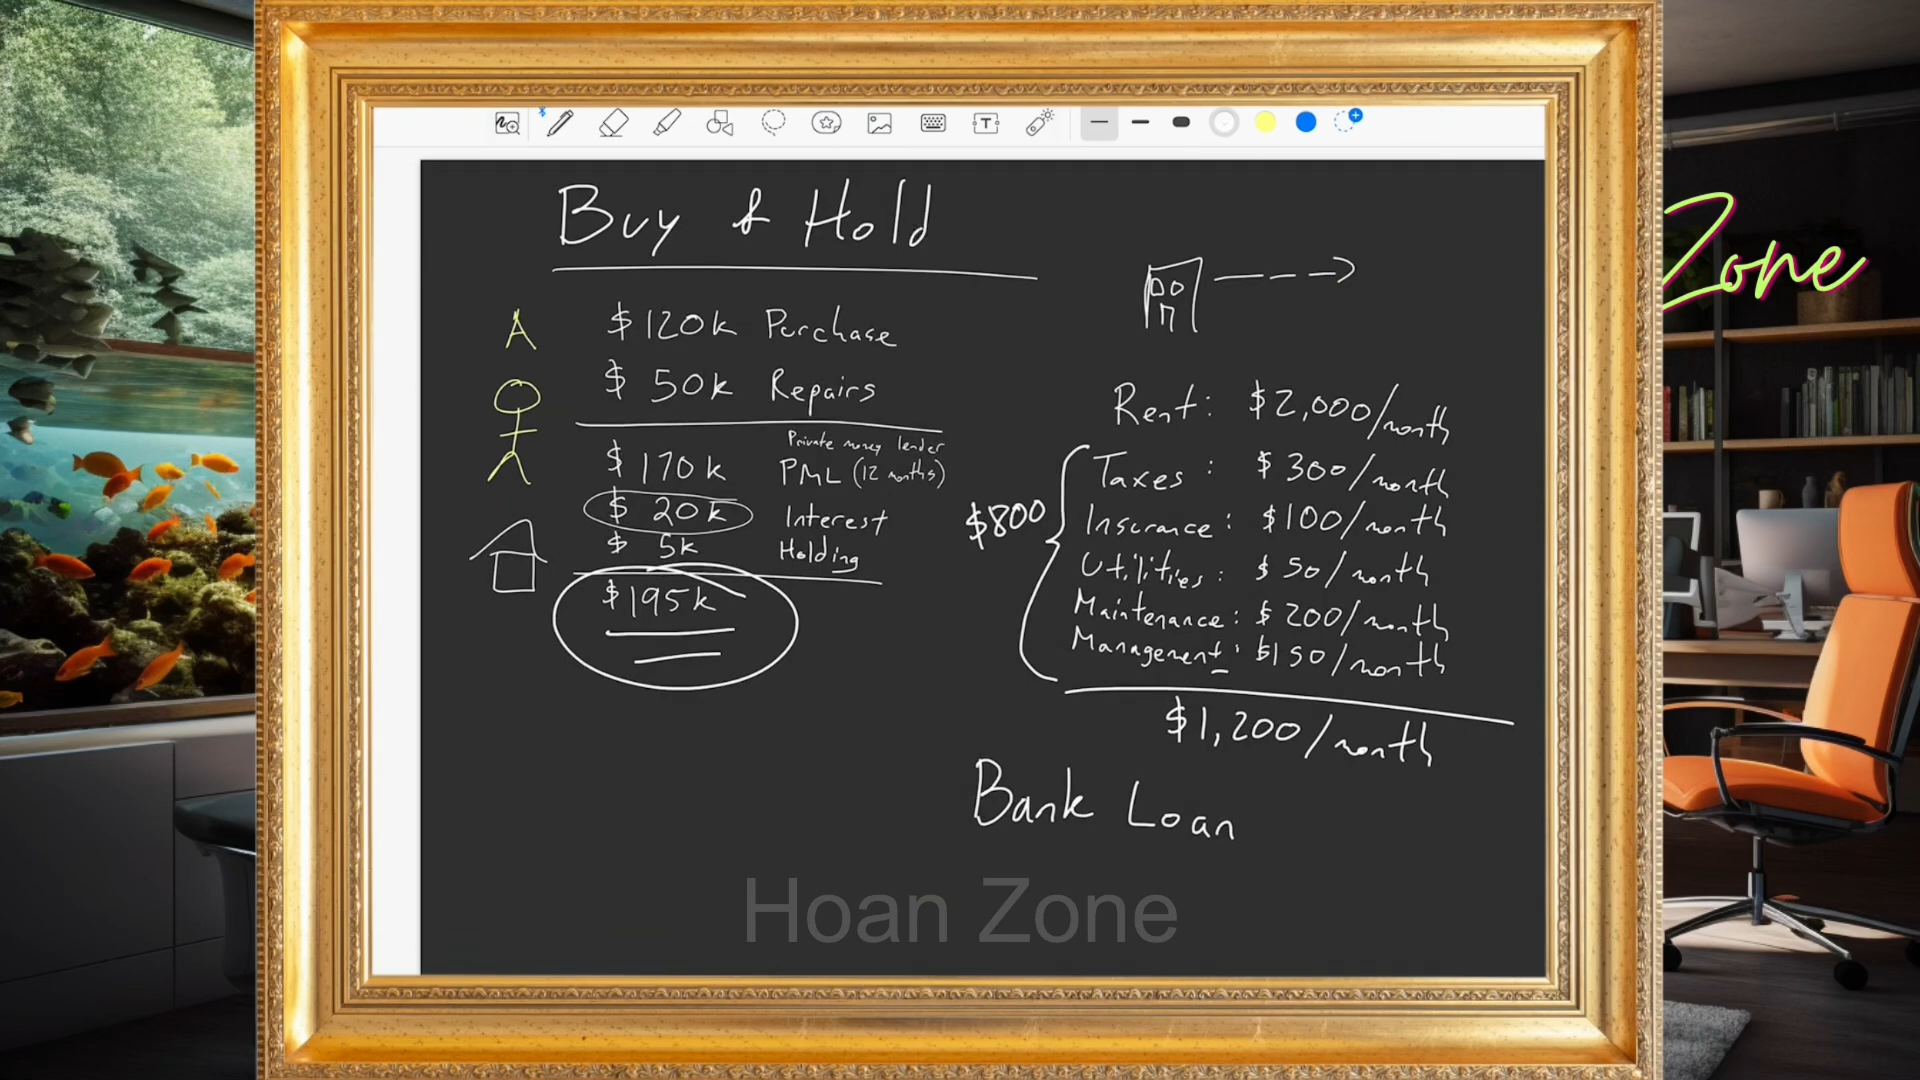 Buy & Hold
A
$120k Purchase
$ 50k Repairs
Private money lender
$ 170k PML (12 months)
$ 20k Interest
$ 5k Holding
$195k
Rent: $2,000/month
$800
Taxes: $300/month
Insurance: $100/month
Utilities: $50/month
Maintenance: $200/month
Management: $150/month
$1,200/month
Bank Loan
Hoan Zone
Zone